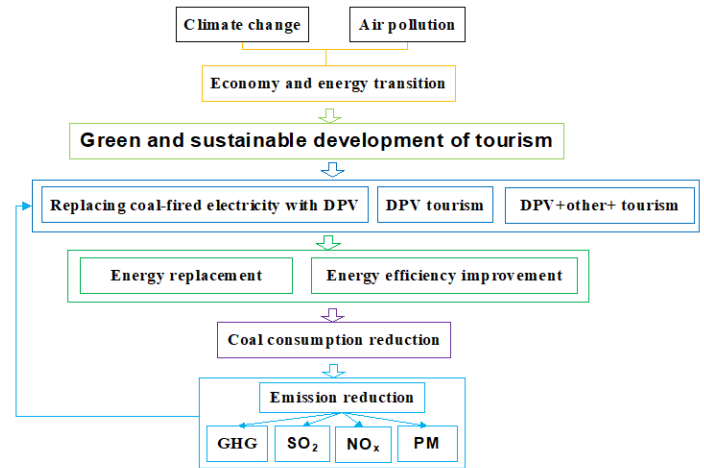 Climate change
Air pollution
Economy and energy transition
Green and sustainable development of tourism
Replacing coal-fired electricity with DPV
DPV tourism
DPV+other+ tourism
Energy replacement
Energy efficiency improvement
Coal consumption reduction
Emission reduction
GHG
SO₂
NOₓ
PM